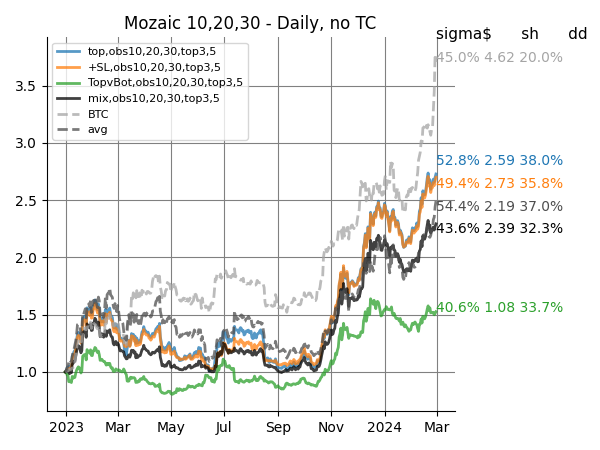 Mozaic 10,20,30 - Daily, no TC
sigma$ sh dd
top,obs10,20,30,top3,5
+SL,obs10,20,30,top3,5
TopvBot,obs10,20,30,top3,5
mix,obs10,20,30,top3,5
BTC
avg
45.0% 4.62 20.0%
52.8% 2.59 38.0%
49.4% 2.73 35.8%
54.4% 2.19 37.0%
43.6% 2.39 32.3%
40.6% 1.08 33.7%
3.5
3.0
2.5
2.0
1.5
1.0
2023 Mar May Jul Sep Nov 2024 Mar